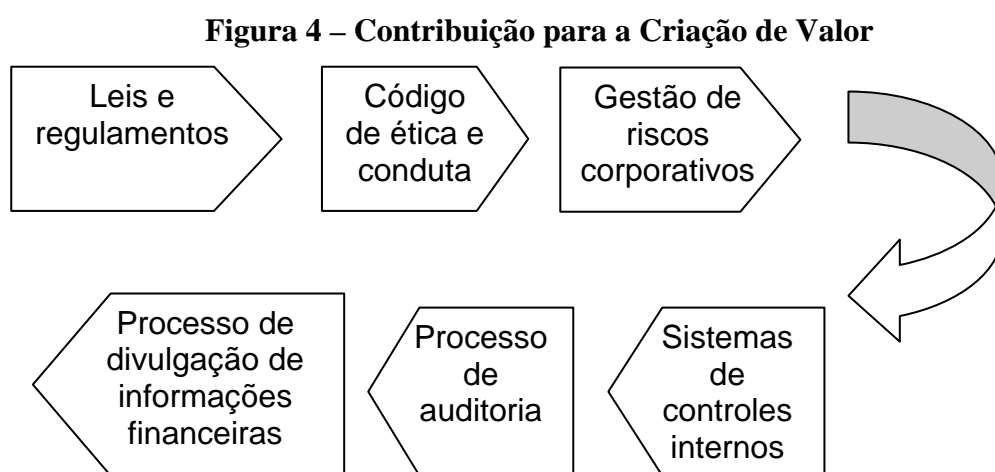 Figura 4 – Contribuição para a Criação de Valor
Leis e
regulamentos
Código
de ética e
conduta
Gestão de
riscos
corporativos
Processo de
divulgação de
informações
financeiras
Processo
de
auditoria
Sistemas
de
controles
internos